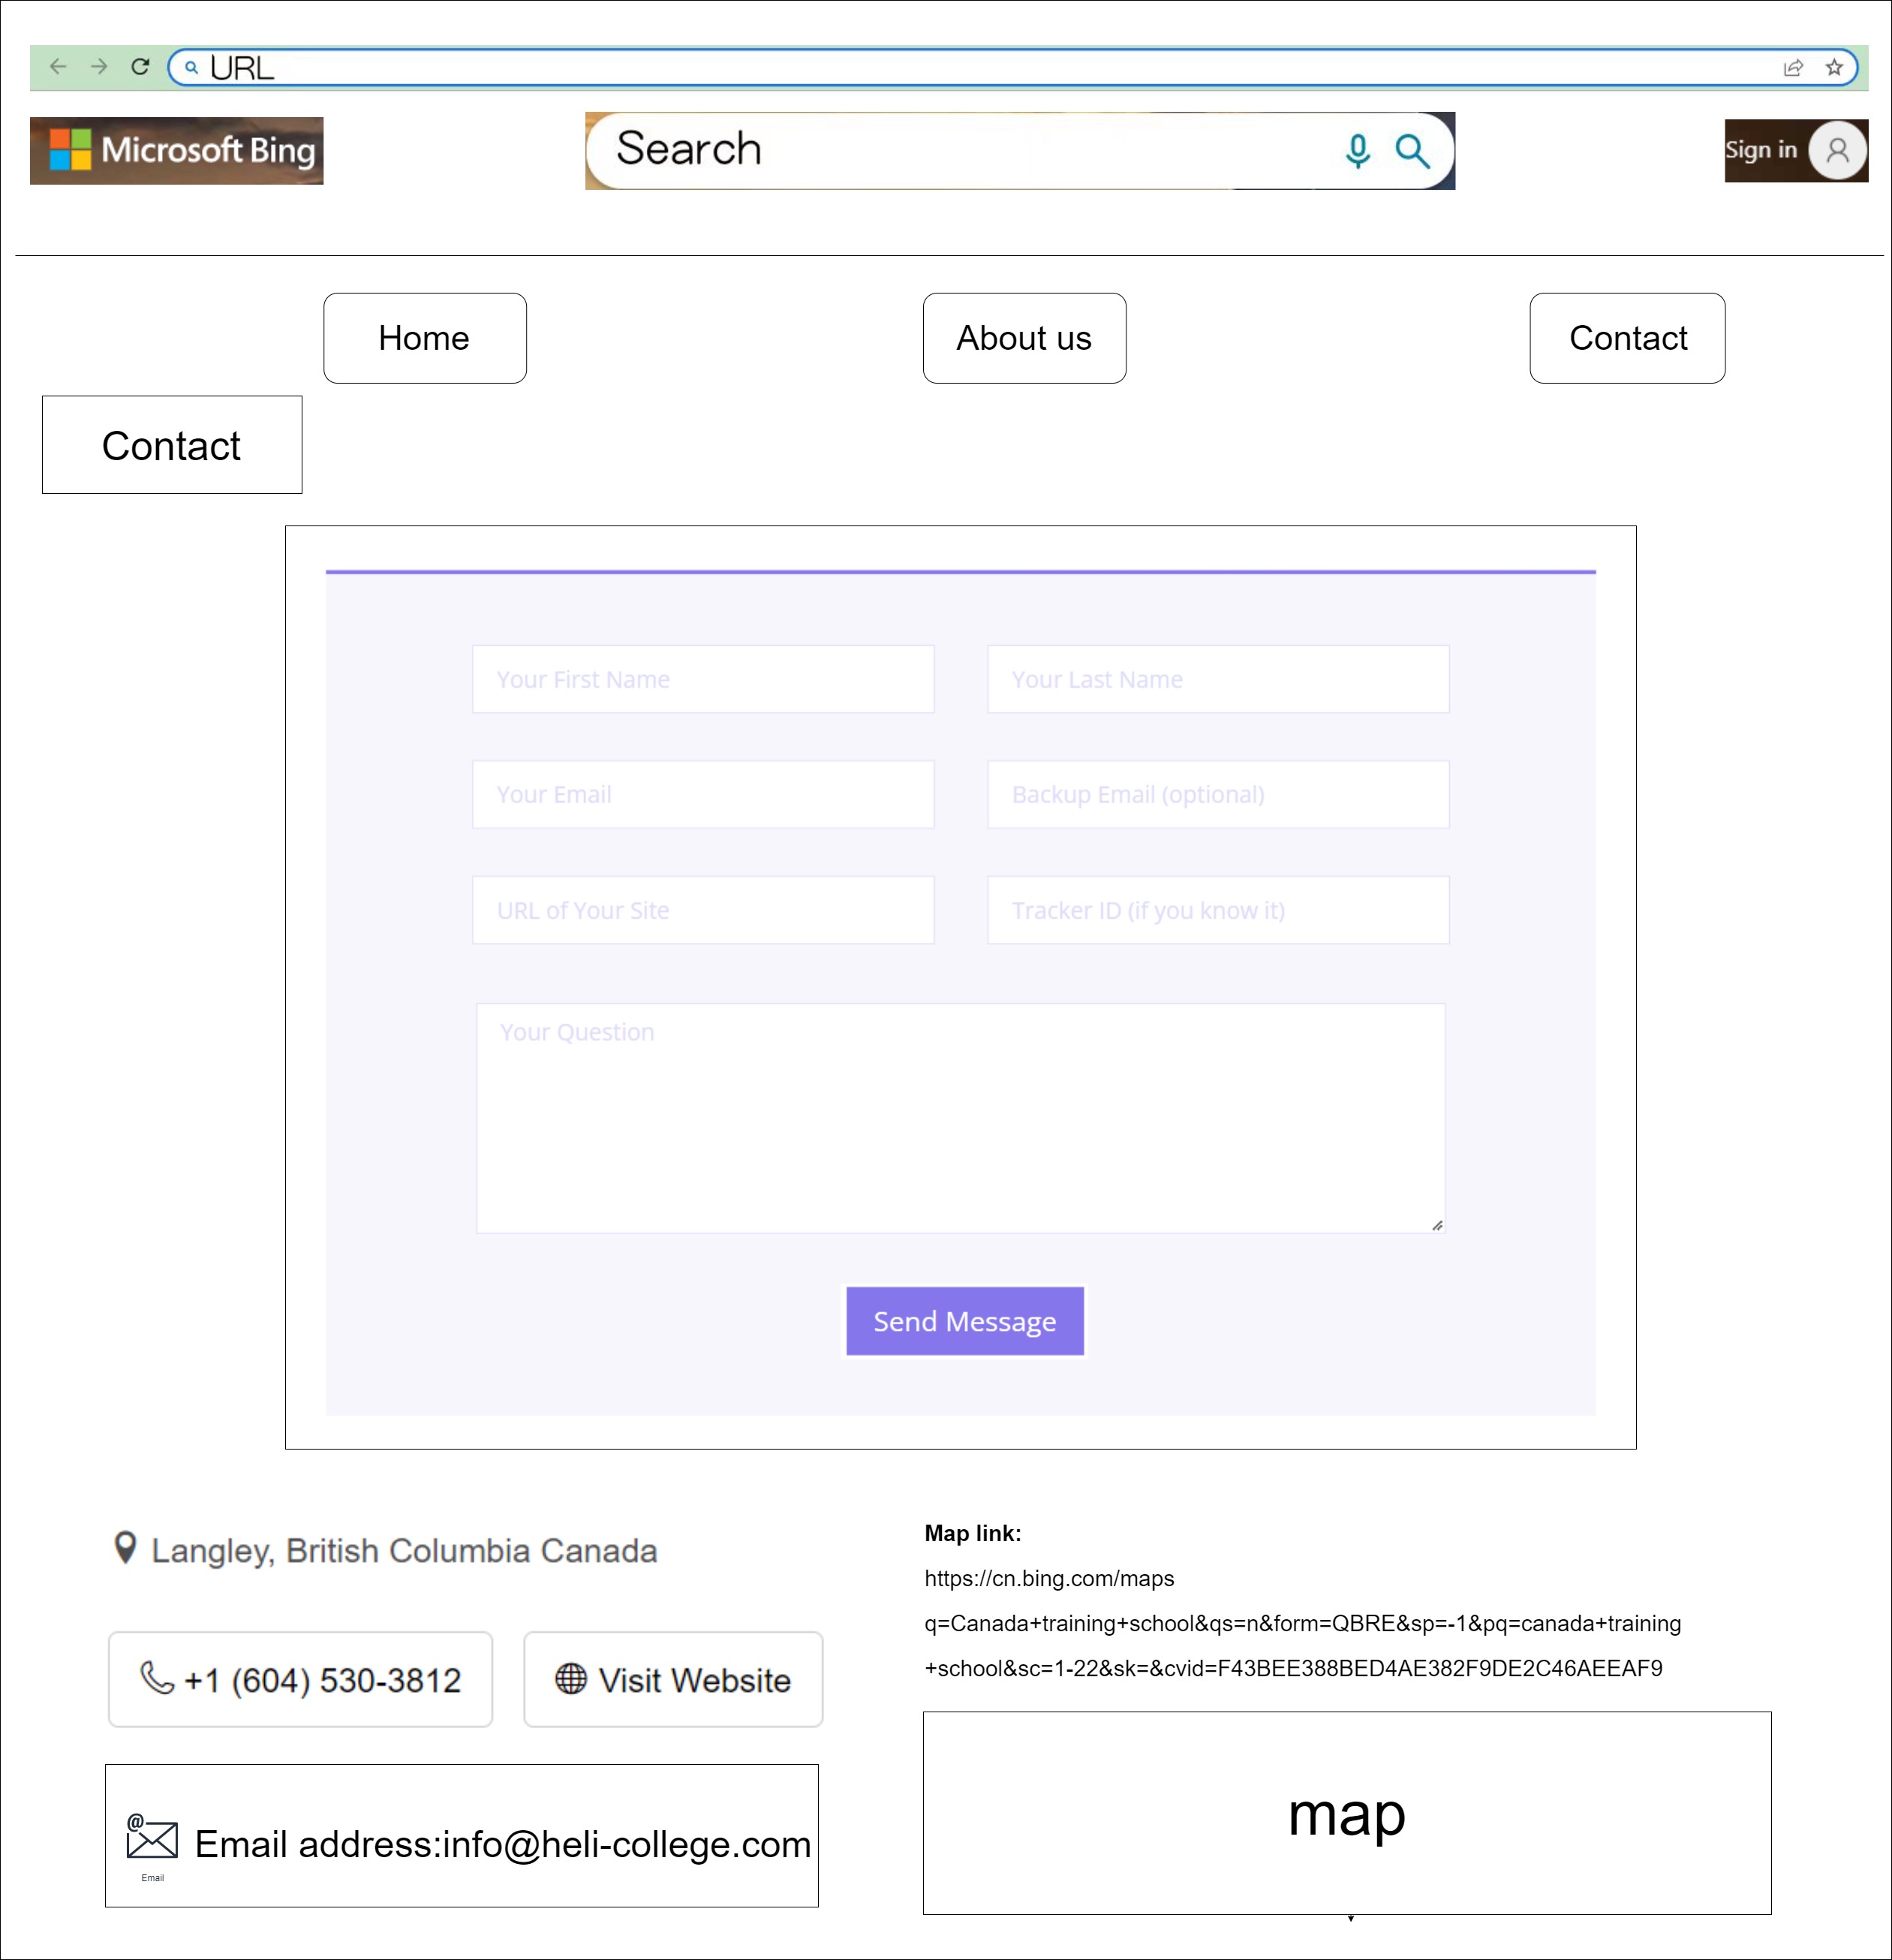 URL
Microsoft Bing
Search
Sign in
Home
About us
Contact
Contact
Your First Name
Your Last Name
Your Email
Backup Email (optional)
URL of Your Site
Tracker ID (if you know it)
Your Question
Send Message
Langley, British Columbia Canada
+1 (604) 530-3812
Visit Website
@
Email address:info@heli-college.com
Email
Map link:
https://cn.bing.com/maps
q=Canada+training+school&qs=n&form=QBRE&sp=-1&pq=canada+training
+school&sc=1-22&sk=&cvid=F43BEE388BED4AE382F9DE2C46AEEAF9
map